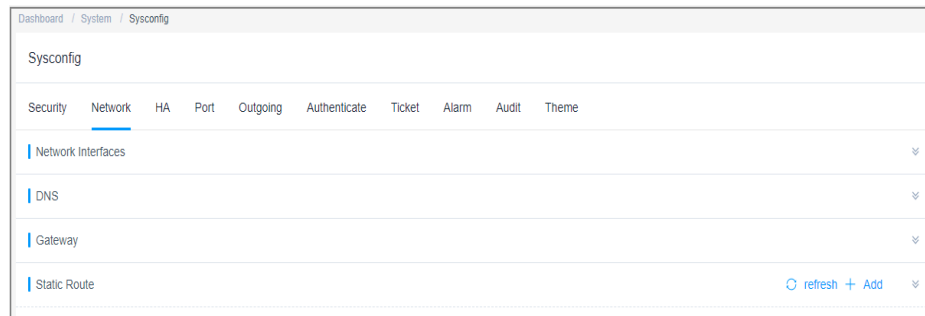 Dashboard / System / Sysconfig
Sysconfig
Security Network HA Port Outgoing Authenticate Ticket Alarm Audit Theme
Network Interfaces
DNS
Gateway
Static Route refresh + Add